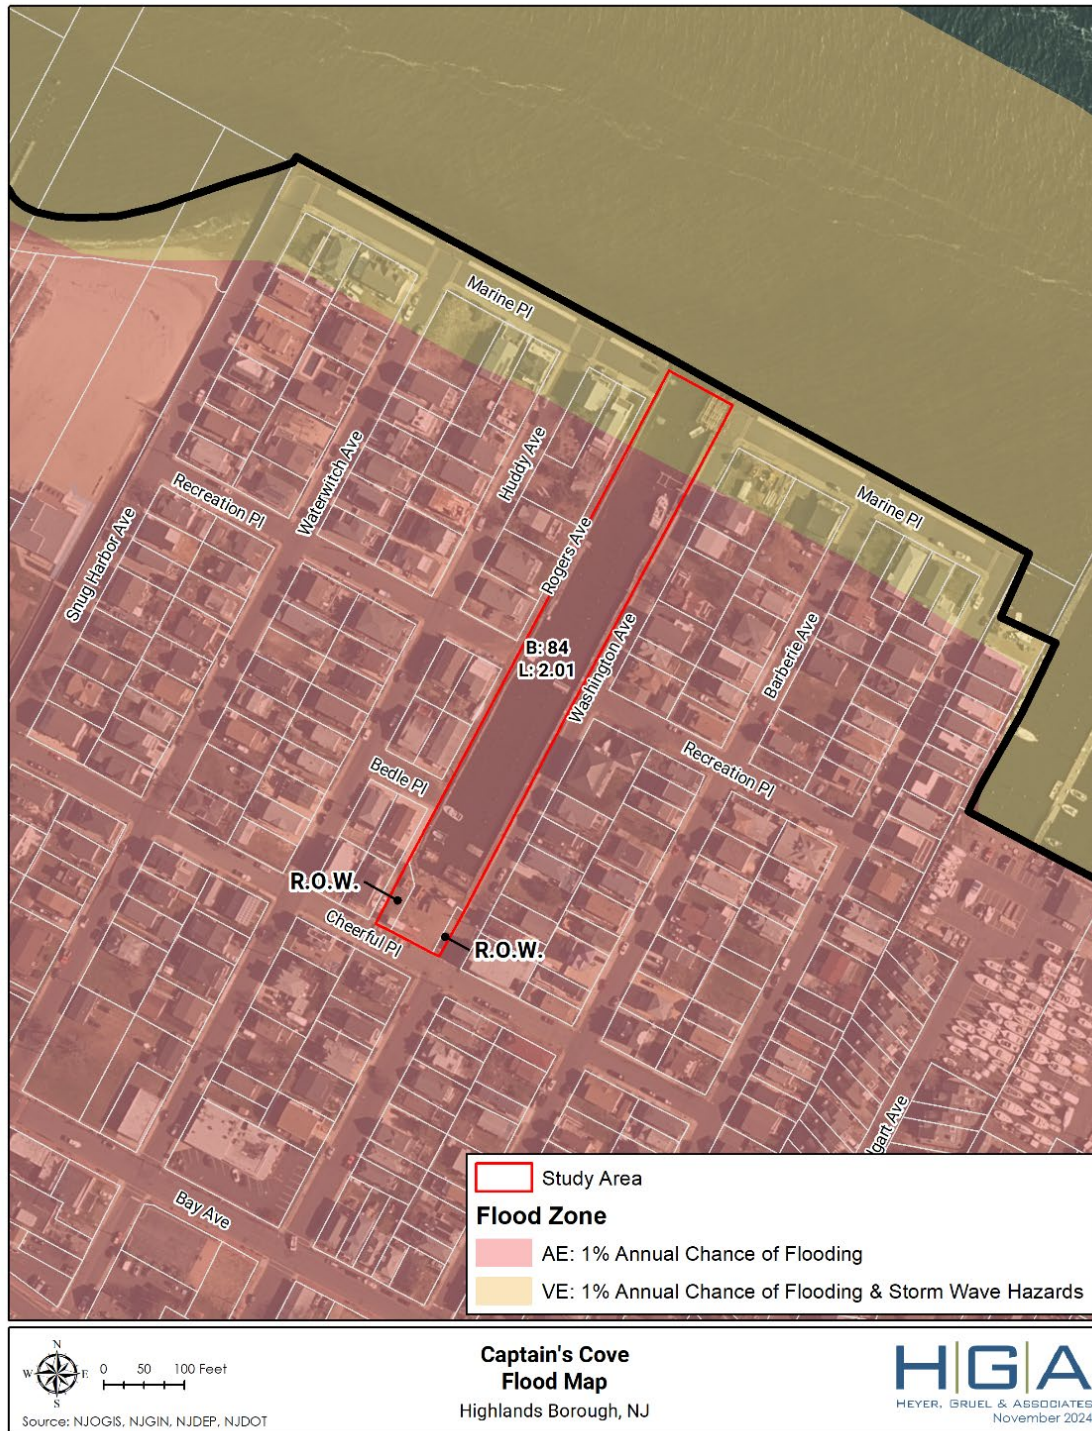 Marine Pl
Marine Pl
Huddy Ave
Waterwitch Ave
Recreation Pl
Snug Harbor Ave
Rogers Ave
B: 84
L: 2.01
Washington Ave
Barberie Ave
Recreation Pl
Bedle Pl
R.O.W.
Cheerful Pl
R.O.W.
Bay Ave
Study Area
Flood Zone
AE: 1% Annual Chance of Flooding
VE: 1% Annual Chance of Flooding & Storm Wave Hazards
N
W E
S
0 50 100 Feet
Source: NJOGIS, NJGIN, NJDEP, NJDOT
Captain's Cove
Flood Map
Highlands Borough, NJ
H|G|A
HEYER, GRUEL & ASSOCIATES
November 2024